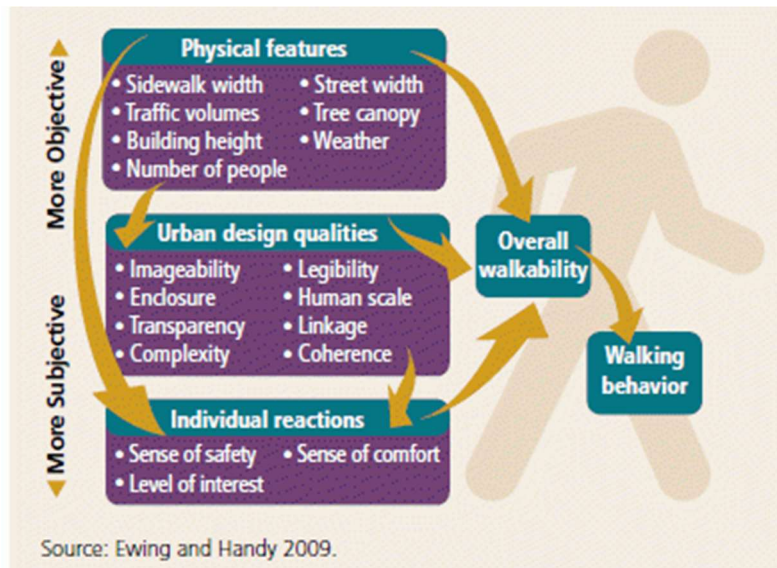 More Objective
More Subjective
Physical features
• Sidewalk width
• Street width
• Traffic volumes
• Tree canopy
• Building height
• Weather
• Number of people
Urban design qualities
• Imageability
• Legibility
• Enclosure
• Human scale
• Transparency
• Linkage
• Complexity
• Coherence
Individual reactions
• Sense of safety
• Sense of comfort
• Level of interest
Overall
walkability
Walking
behavior
Source: Ewing and Handy 2009.